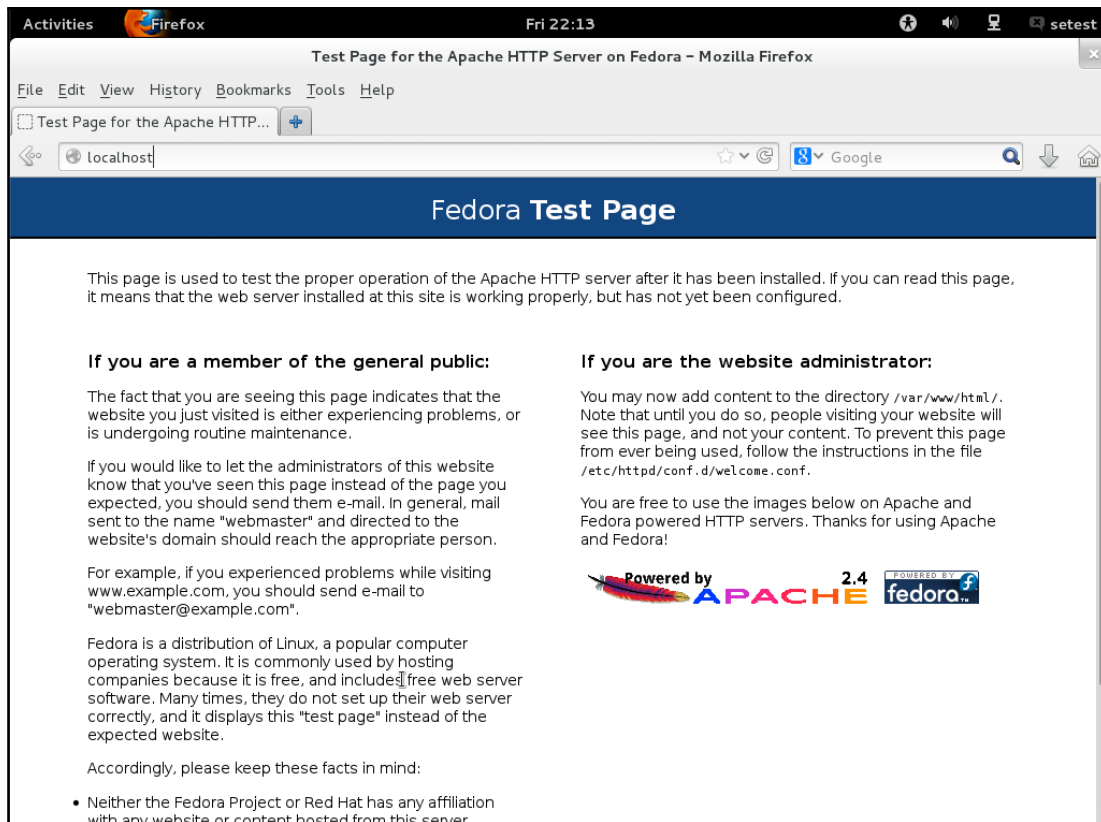 Activities Firefox Fri 22:13 setest
Test Page for the Apache HTTP Server on Fedora – Mozilla Firefox
File Edit View History Bookmarks Tools Help
Test Page for the Apache HTTP...
localhost Google
Fedora Test Page
This page is used to test the proper operation of the Apache HTTP server after it has been installed. If you can read this page,
it means that the web server installed at this site is working properly, but has not yet been configured.
If you are a member of the general public:
The fact that you are seeing this page indicates that the
website you just visited is either experiencing problems, or
is undergoing routine maintenance.
If you would like to let the administrators of this website
know that you've seen this page instead of the page you
expected, you should send them e-mail. In general, mail
sent to the name "webmaster" and directed to the
website's domain should reach the appropriate person.
For example, if you experienced problems while visiting
www.example.com, you should send e-mail to
"webmaster@example.com".
Fedora is a distribution of Linux, a popular computer
operating system. It is commonly used by hosting
companies because it is free, and includes free web server
software. Many times, they do not set up their web server
correctly, and it displays this "test page" instead of the
expected website.
Accordingly, please keep these facts in mind:
• Neither the Fedora Project or Red Hat has any affiliation
with any website or content hosted from this server
If you are the website administrator:
You may now add content to the directory /var/www/html/.
Note that until you do so, people visiting your website will
see this page, and not your content. To prevent this page
from ever being used, follow the instructions in the file
/etc/httpd/conf.d/welcome.conf.
You are free to use the images below on Apache and
Fedora powered HTTP servers. Thanks for using Apache
and Fedora!
Powered by 2.4
APACHE
POWERED BY
fedora